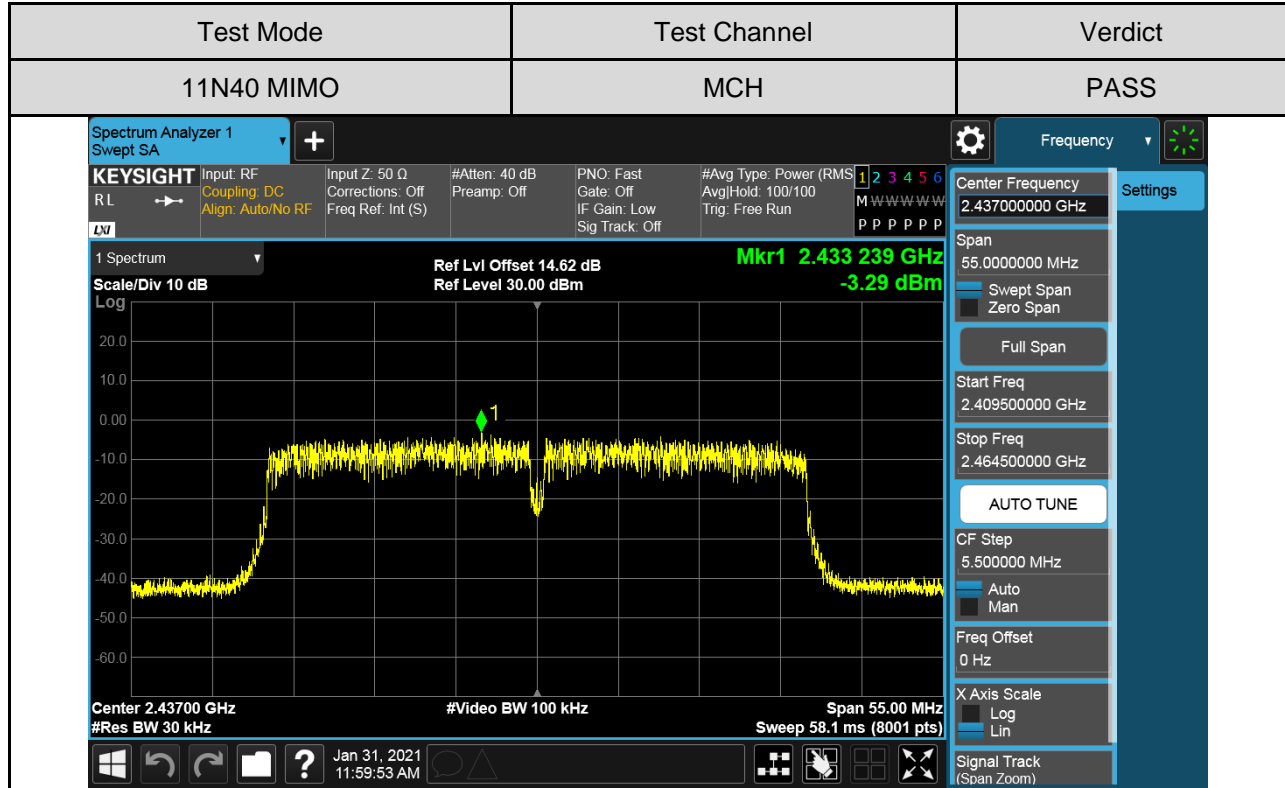 Test Mode Test Channel Verdict
11N40 MIMO MCH PASS
Spectrum Analyzer 1
Swept SA
+
Frequency
KEYSIGHT Input: RF Input Z: 50 Ω #Atten: 40 dB PNO: Fast #Avg Type: Power (RMS 1 2 3 4 5 6
R L Coupling: DC Corrections: Off Preamp: Off Gate: Off Avg|Hold: 100/100 M W W W W W
Align: Auto/No RF Freq Ref: Int (S) IF Gain: Low Trig: Free Run
LXI Sig Track: Off P P P P P P
1 Spectrum
Scale/Div 10 dB
Log
Ref Lvl Offset 14.62 dB
Ref Level 30.00 dBm
Mkr1 2.433 239 GHz
-3.29 dBm
20.0
10.0
0.00
-10.0
-20.0
-30.0
-40.0
-50.0
-60.0
1
Center 2.43700 GHz #Video BW 100 kHz Span 55.00 MHz
#Res BW 30 kHz Sweep 58.1 ms (8001 pts)
?
Jan 31, 2021
11:59:53 AM
Settings
Center Frequency
2.437000000 GHz
Span
55.0000000 MHz
Swept Span
Zero Span
Full Span
Start Freq
2.409500000 GHz
Stop Freq
2.464500000 GHz
AUTO TUNE
CF Step
5.500000 MHz
Auto
Man
Freq Offset
0 Hz
X Axis Scale
Log
Lin
Signal Track
(Span Zoom)